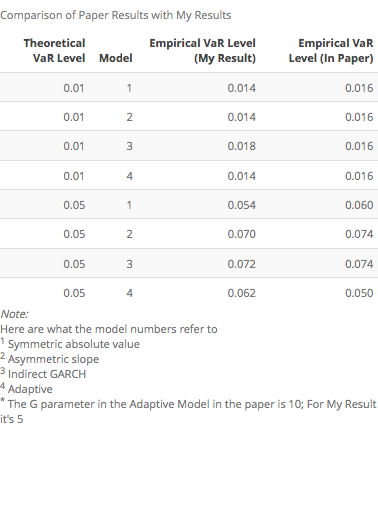 Comparison of Paper Results with My Results
Theoretical VaR Level Model Empirical VaR Level (My Result) Empirical VaR Level (In Paper)
0.01 1 0.014 0.016
0.01 2 0.014 0.016
0.01 3 0.018 0.016
0.01 4 0.014 0.016
0.05 1 0.054 0.060
0.05 2 0.070 0.074
0.05 3 0.072 0.074
0.05 4 0.062 0.050
Note:
Here are what the model numbers refer to
1 Symmetric absolute value
2 Asymmetric slope
3 Indirect GARCH
4 Adaptive
* The G parameter in the Adaptive Model in the paper is 10; For My Result
it's 5